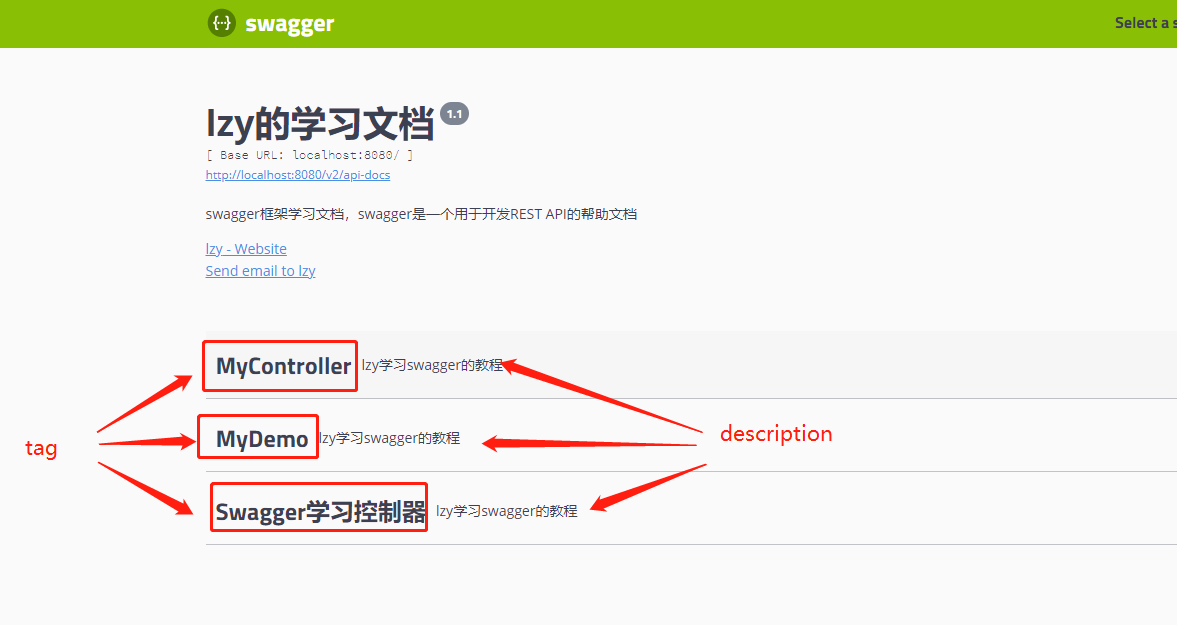 {···} swagger
Select a s
lzy的学习文档 1.1
[ Base URL: localhost:8080/ ]
http://localhost:8080/v2/api-docs
swagger框架学习文档，swagger是一个用于开发REST API的帮助文档
lzy - Website
Send email to lzy
MyController lzy学习swagger的教程
description
MyDemo lzy学习swagger的教程
tag
Swagger学习控制器 lzy学习swagger的教程